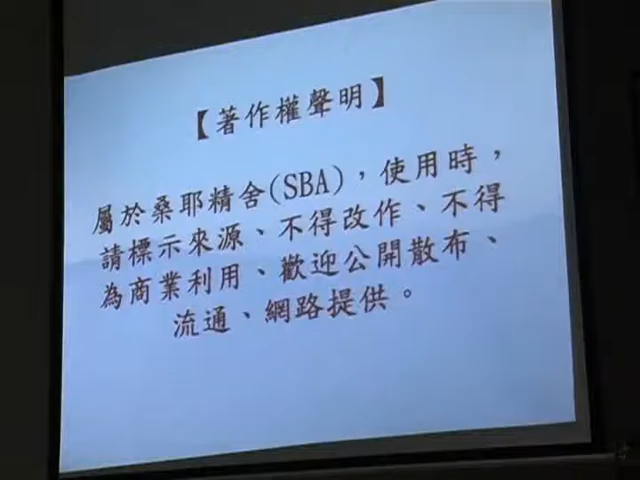 【著作權聲明】
屬於桑耶精舍(SBA)，使用時，
請標示來源、不得改作、不得
為商業利用、歡迎公開散布、
流通、網路提供。